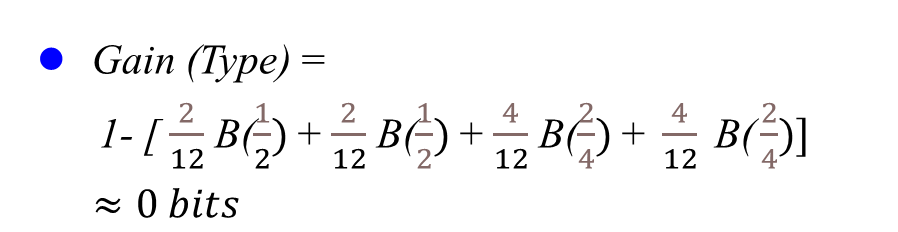 ● Gain (Type) =
1- [ 2/12 B(1/2) + 2/12 B(1/2) + 4/12 B(2/4) + 4/12 B(2/4)]
≈ 0 bits